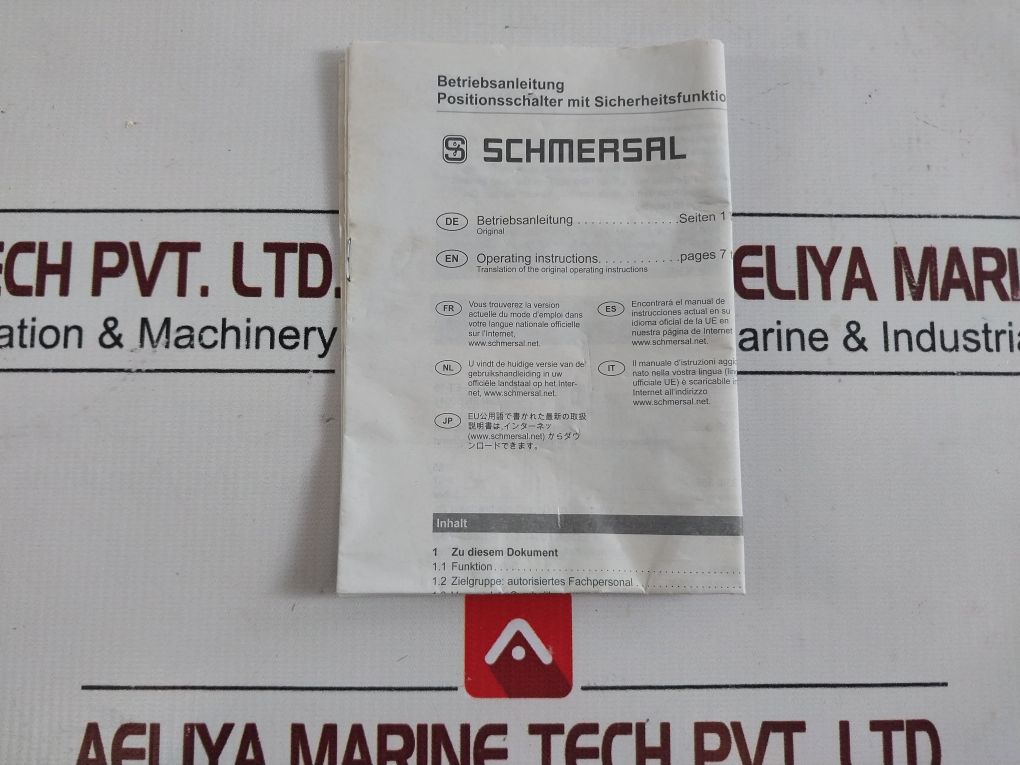 Betriebsanleitung
Positionsschalter mit Sicherheitsfunktio
SCHMERSAL
DE Betriebsanleitung . . . . . . . . . . . . . . .Seiten 1
Original
EN Operating instructions. . . . . . . . . . . .pages 7
Translation of the original operating instructions
FR Vous trouverez la version
actuelle du mode d'emploi dans
votre langue nationale officielle
sur l'Internet,
www.schmersal.net.
ES Encontrará el manual de
instrucciones actual en su
idioma oficial de la UE en
nuestra página de Internet
www.schmersal.net.
NL U vindt de huidige versie van de
gebruikshandleiding in uw
officiële landstaal op het Inter-
net, www.schmersal.net.
IT Il manuale d'istruzioni aggio
nato nella vostra lingua (lin
ufficiale UE) è scaricabile in
Internet all'indirizzo
www.schmersal.net.
JP EU公用語で書かれた最新の取扱
説明書は,インターネッ
(www.schmersal.net) からダウ
ンロードできます。
Inhalt
1 Zu diesem Dokument
1.1 Funktion. . . . . . . . . . . . . . . . . . . . . . . . . .
1.2 Zielgruppe: autorisiertes Fachpersonal . . . . . . . . . .
ECH PVT. LTD.
ation & Machinery
ELIYA MARI
arine & Industria
AELIYA MARINE TECH PVT. LTD.